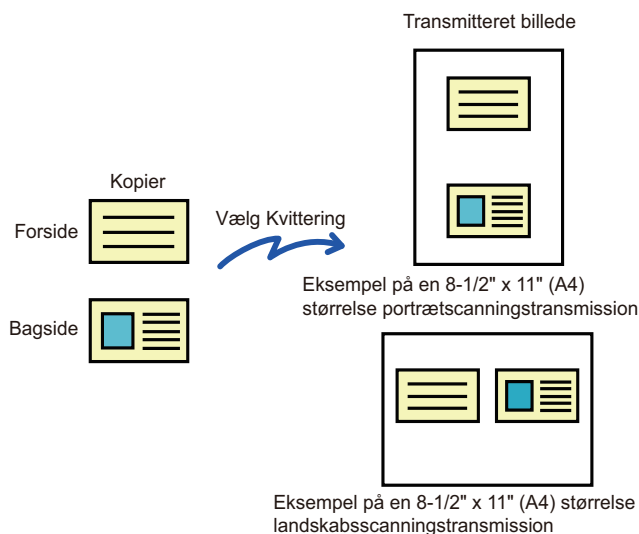 Transmitteret billede
Kopier
Forside
Vælg Kvittering
Bagside
Eksempel på en 8-1/2" x 11" (A4)
størrelse portrætscanningstransmission
Eksempel på en 8-1/2" x 11" (A4) størrelse
landskabsscanningstransmission